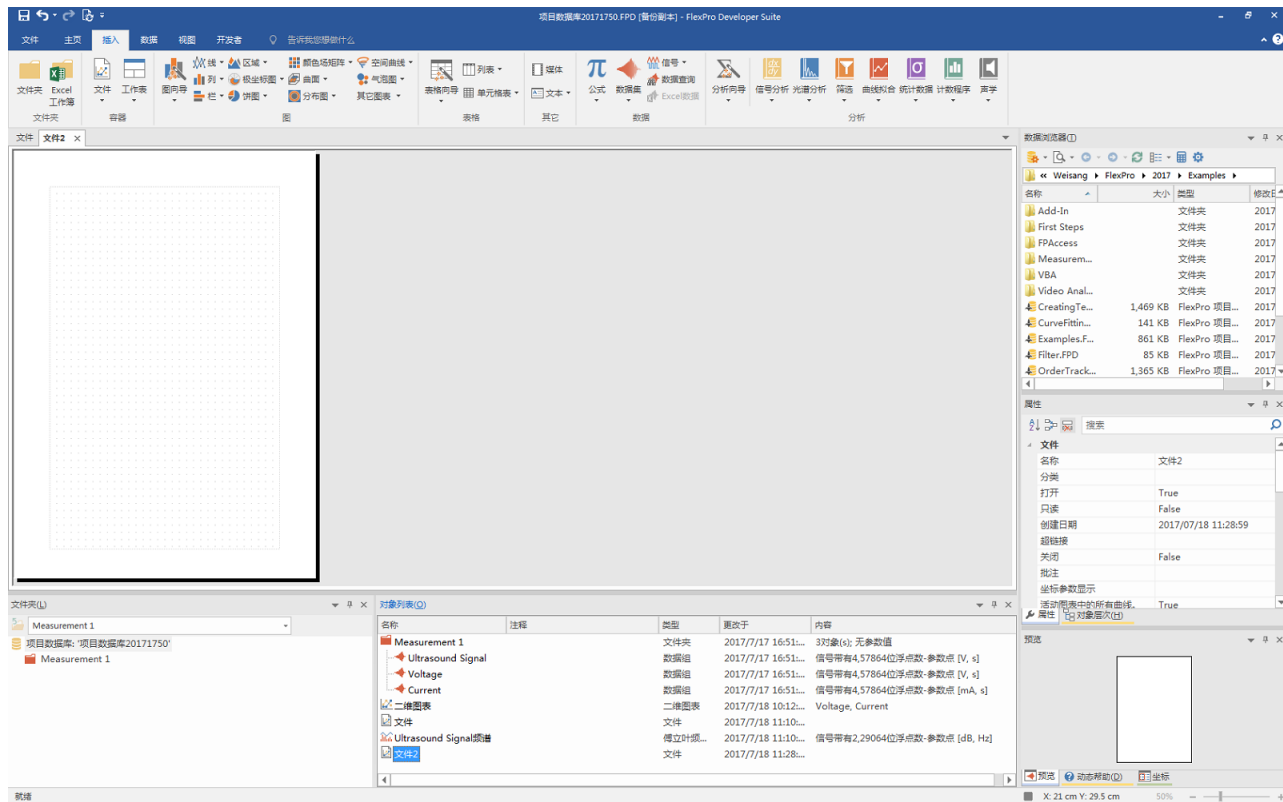 项目数据库20171750.FPD [备份副本] - FlexPro Developer Suite
文件 主页 插入 数据 视图 开发者 告诉我您想做什么
文件夹 Excel工作簿 文件 工作表 图向导 线 区域 颜色场矩阵 空间曲线 表格向导 列表 媒体 公式 数据集 信号 分析向导 信号分析 光谱分析 筛选 曲线拟合 统计数据 计数程序 声学
列 极坐标图 曲面 气泡图 单元格表 文本 数据查询
栏 饼图 分布图 其它图表 Excel数据
文件夹 容器 图 表格 其它 数据 分析
文件 文件2
数据浏览器(T)
« Weisang FlexPro 2017 Examples
名称 大小 类型 修改日
Add-In 文件夹 2017
First Steps 文件夹 2017
FPAccess 文件夹 2017
Measurem... 文件夹 2017
VBA 文件夹 2017
Video Anal... 文件夹 2017
CreatingTe... 1,469 KB FlexPro 项目... 2017
CurveFittin... 141 KB FlexPro 项目... 2017
Examples.F... 861 KB FlexPro 项目... 2017
Filter.FPD 85 KB FlexPro 项目... 2017
OrderTrack... 1,365 KB FlexPro 项目... 2017
属性
搜索
文件
名称 文件2
分类
打开 True
只读 False
创建日期 2017/07/18 11:28:59
超链接
关闭 False
批注
坐标参数显示
活动图表中的所有曲线. True
属性 对象层次(H)
文件夹(L)
Measurement 1
项目数据库: '项目数据库20171750'
Measurement 1
对象列表(O)
名称 注释 类型 更改于 内容
Measurement 1 文件夹 2017/7/17 16:51:... 3对象(s); 无参数值
Ultrasound Signal 数据组 2017/7/17 16:51:... 信号带有4,57864位浮点数-参数点 [V, s]
Voltage 数据组 2017/7/17 16:51:... 信号带有4,57864位浮点数-参数点 [V, s]
Current 数据组 2017/7/17 16:51:... 信号带有4,57864位浮点数-参数点 [mA, s]
二维图表 二维图表 2017/7/18 10:12:... Voltage, Current
文件 文件 2017/7/18 11:10:...
Ultrasound Signal频谱 傅立叶频... 2017/7/18 11:10:... 信号带有2,29064位浮点数-参数点 [dB, Hz]
文件2 文件 2017/7/18 11:28:...
预览
预览 动态帮助(D) 坐标
就绪 X: 21 cm Y: 29.5 cm 50%